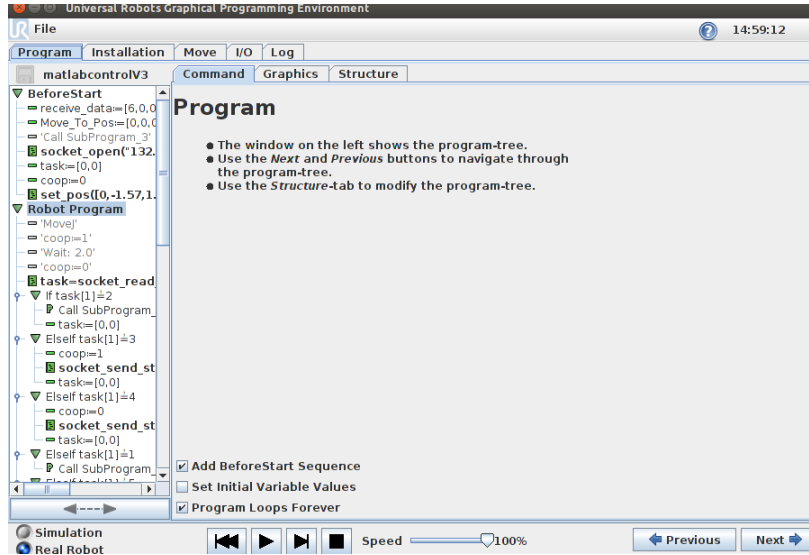 Universal Robots Graphical Programming Environment
File
14:59:12
Program Installation Move I/O Log
matlabcontrolV3
Command Graphics Structure
BeforeStart
receive_data≔[6,0,0
Move_To_Pos≔[0,0,0
'Call SubProgram_3'
socket_open("132.
task≔[0,0]
coop≔0
set_pos([0,-1.57,1.
Robot Program
'MoveJ'
'coop≔1'
'Wait: 2.0'
'coop≔0'
task=socket_read_
If task[1]≟2
Call SubProgram_
task≔[0,0]
ElseIf task[1]≟3
coop≔1
socket_send_st
task≔[0,0]
ElseIf task[1]≟4
coop≔0
socket_send_st
task≔[0,0]
ElseIf task[1]≟1
Call SubProgram_
Program
The window on the left shows the program-tree.
Use the Next and Previous buttons to navigate through
the program-tree.
Use the Structure-tab to modify the program-tree.
Add BeforeStart Sequence
Set Initial Variable Values
Program Loops Forever
Simulation
Real Robot
Speed 100%
Previous
Next